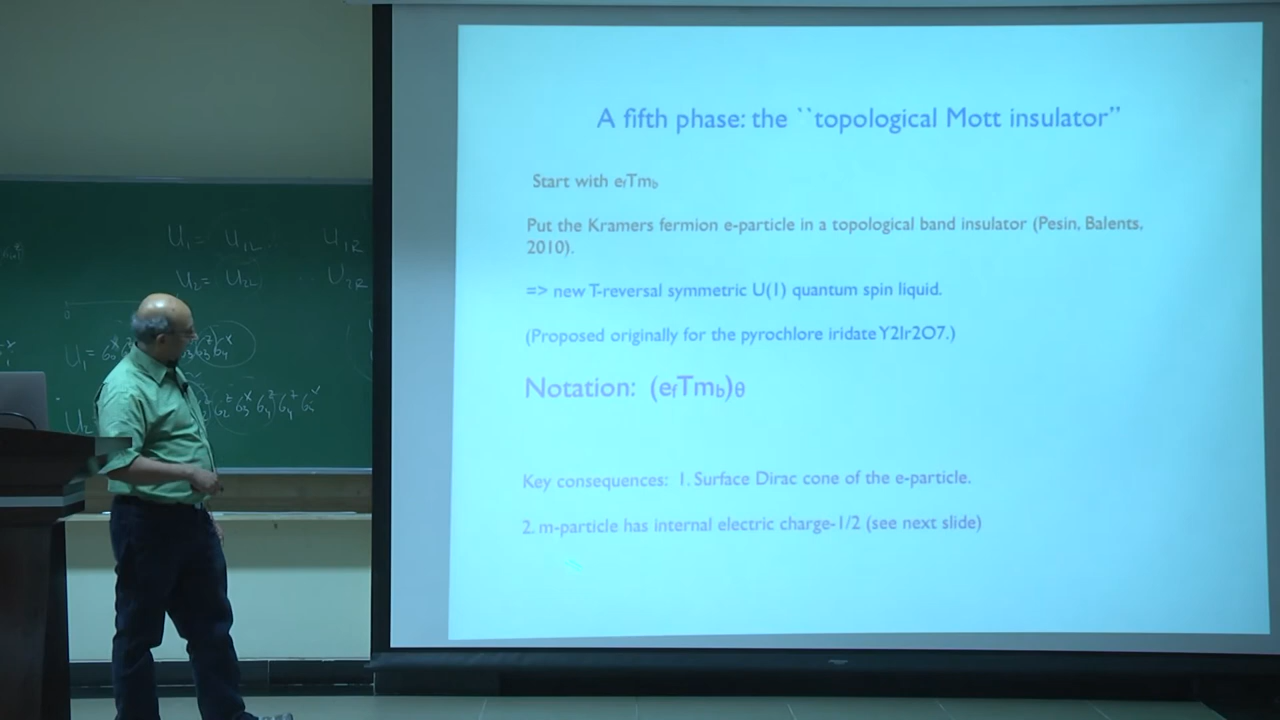 A fifth phase: the ``topological Mott insulator”
Start with efTmb
Put the Kramers fermion e-particle in a topological band insulator (Pesin, Balents,
2010).
=> new T-reversal symmetric U(1) quantum spin liquid.
(Proposed originally for the pyrochlore iridate Y2Ir2O7.)
Notation: (efTmb)θ
Key consequences: 1. Surface Dirac cone of the e-particle.
2. m-particle has internal electric charge-1/2 (see next slide)
U1 = U1L U1R
U2 = U2L U2R
U1 =
U2